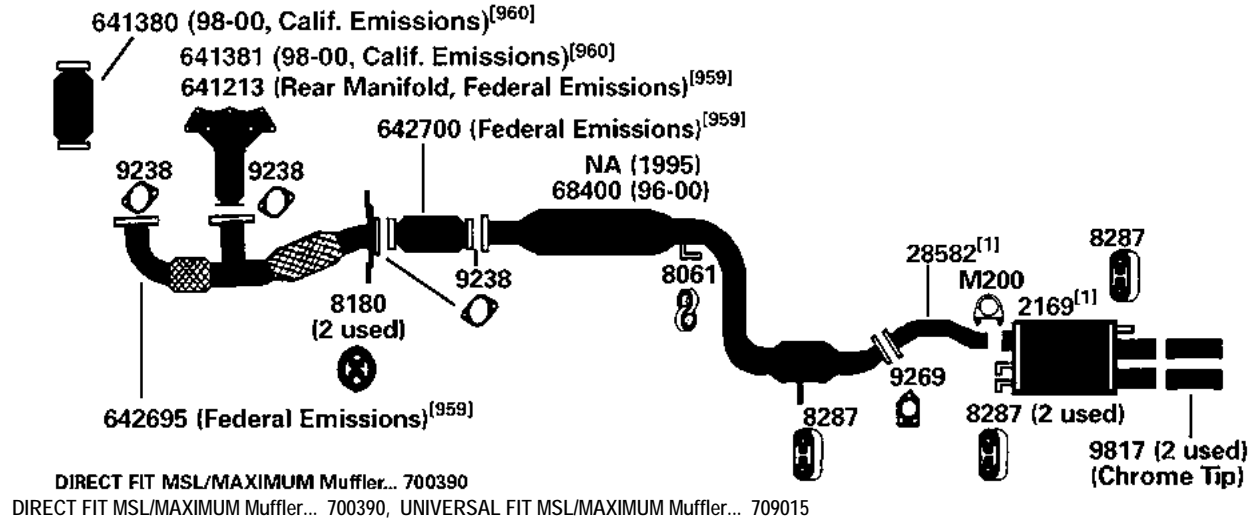 641380 (98-00, Calif. Emissions)[960]
641381 (98-00, Calif. Emissions)[960]
641213 (Rear Manifold, Federal Emissions)[959]
642700 (Federal Emissions)[959]
NA (1995)
68400 (96-00)
9238
9238
28582[1]
8287
M200
2169[1]
9238
8061
8180
(2 used)
9269
642695 (Federal Emissions)[959]
8287
8287 (2 used)
9817 (2 used)
(Chrome Tip)
DIRECT FIT MSL/MAXIMUM Muffler... 700390
DIRECT FIT MSL/MAXIMUM Muffler... 700390, UNIVERSAL FIT MSL/MAXIMUM Muffler... 709015